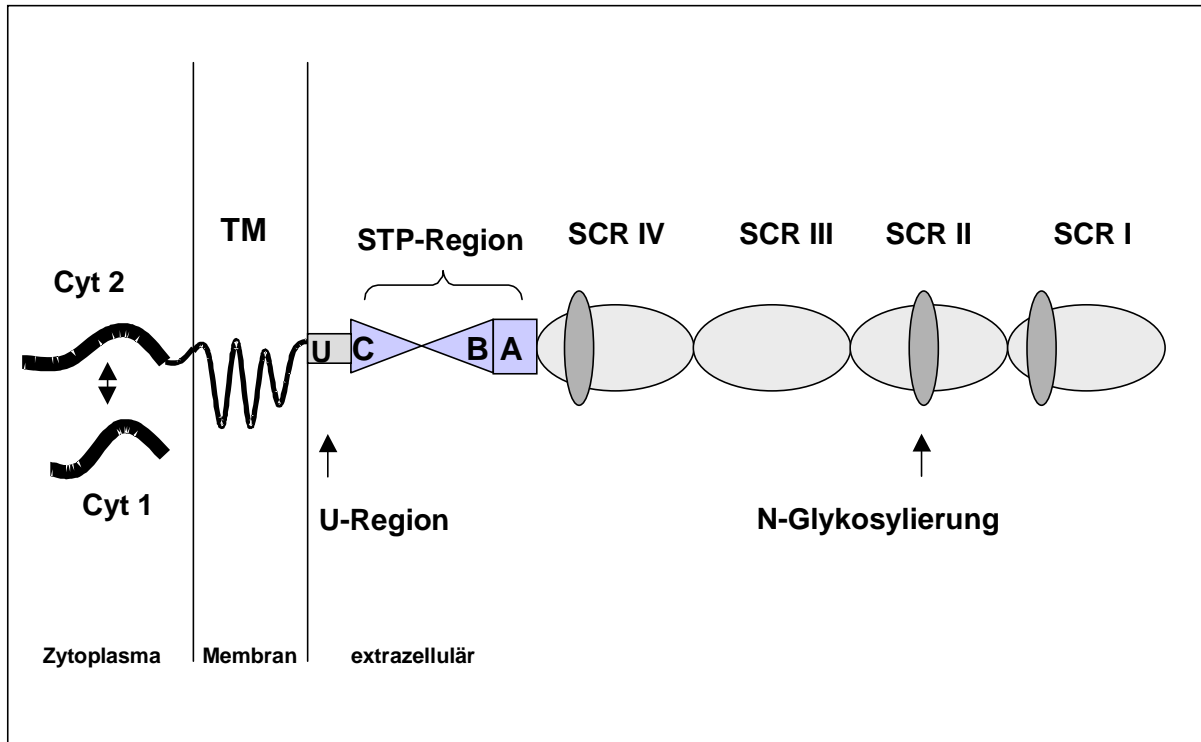 TM
STP-Region
SCR IV
SCR III
SCR II
SCR I
Cyt 2
U
C
B
A
Cyt 1
U-Region
N-Glykosylierung
Zytoplasma
Membran
extrazellulär